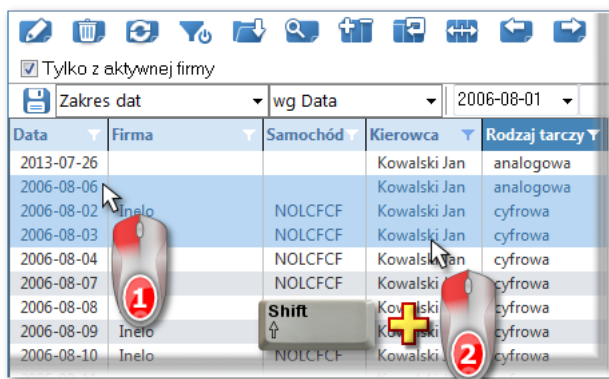 Tylko z aktywnej firmy
Zakres dat wg Data 2006-08-01
Data Firma Samochód Kierowca Rodzaj tarczy
2013-07-26 Kowalski Jan analogowa
2006-08-06 Kowalski Jan analogowa
2006-08-02 Inelo NOLCFCF Kowalski Jan cyfrowa
2006-08-03 NOLCFCF Kowalski Jan cyfrowa
2006-08-04 NOLCFCF Kowalski Jan cyfrowa
2006-08-07 NOLCFCF Kowalski cyfrowa
2006-08-08 cyfrowa
2006-08-09 Inelo cyfrowa
2006-08-10 Inelo NOLCFCF Kowalski cyfrowa
1
Shift
2